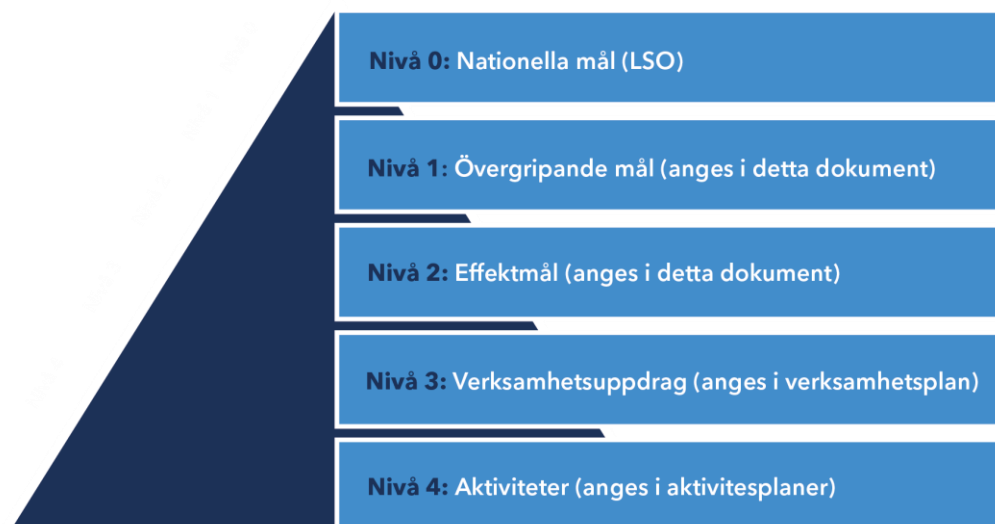 Nivå 0: Nationella mål (LSO)
Nivå 1: Övergripande mål (anges i detta dokument)
Nivå 2: Effektmål (anges i detta dokument)
Nivå 3: Verksamhetsuppdrag (anges i verksamhetsplan)
Nivå 4: Aktiviteter (anges i aktivitesplaner)